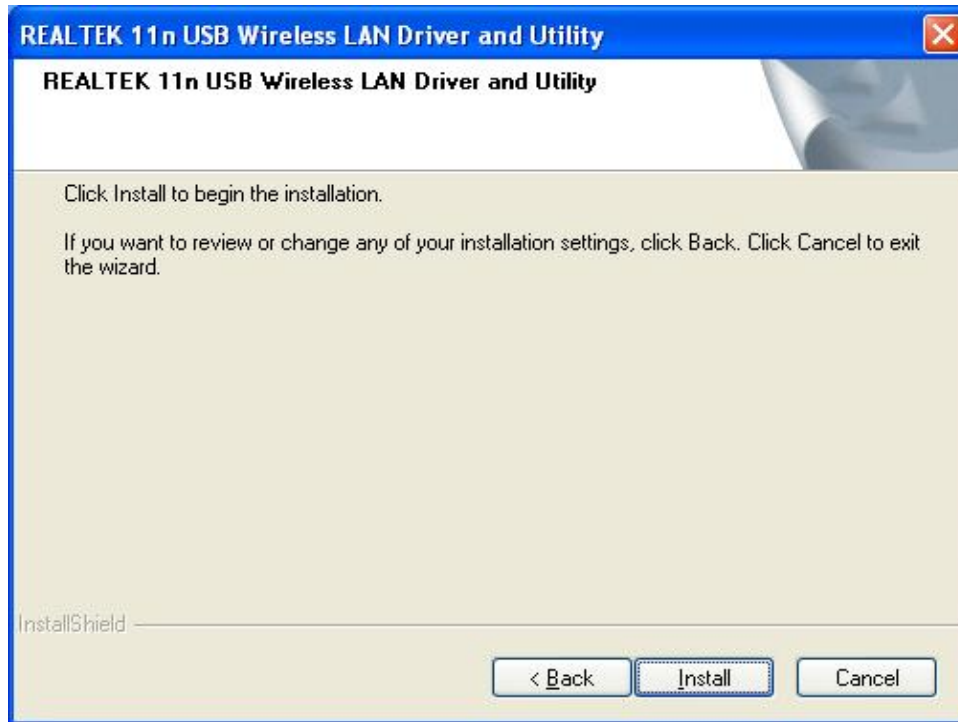 REALTEK 11n USB Wireless LAN Driver and Utility
REALTEK 11n USB Wireless LAN Driver and Utility
Click Install to begin the installation.
If you want to review or change any of your installation settings, click Back. Click Cancel to exit
the wizard.
InstallShield
< Back
Install
Cancel